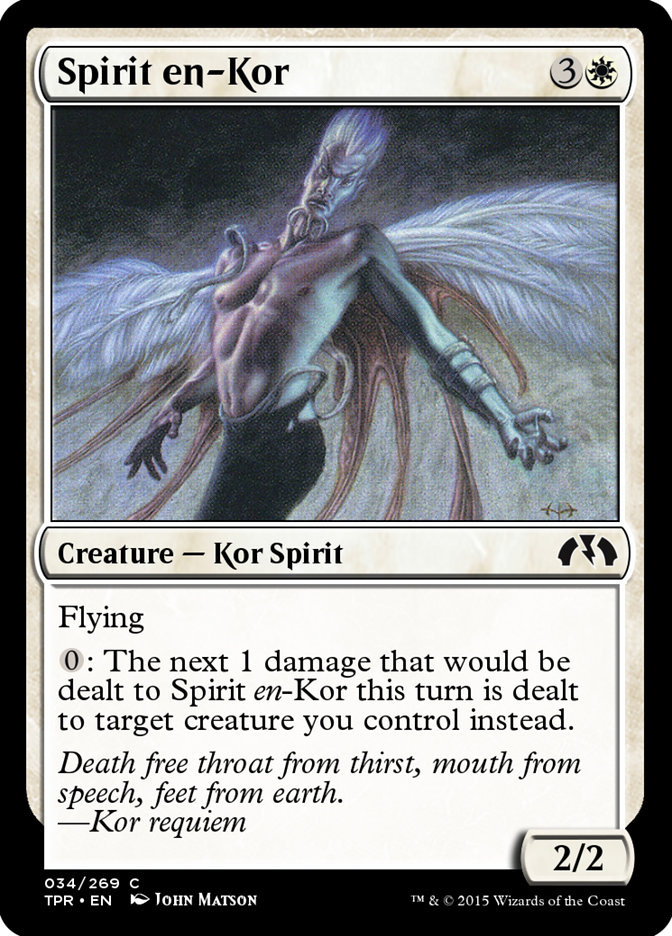 Spirit en-Kor 3
Creature — Kor Spirit
Flying
0: The next 1 damage that would be
dealt to Spirit en-Kor this turn is dealt
to target creature you control instead.
Death free throat from thirst, mouth from
speech, feet from earth.
—Kor requiem
2/2
034/269 C
TPR • EN John Matson ™ & © 2015 Wizards of the Coast